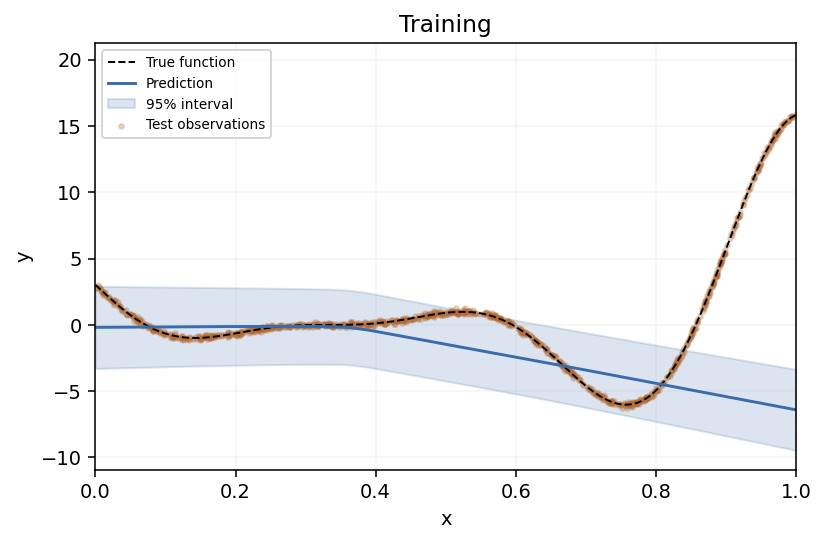 Training
20
15
10
5
0
−5
−10
y
True function
Prediction
95% interval
Test observations
0.0 0.2 0.4 0.6 0.8 1.0
x